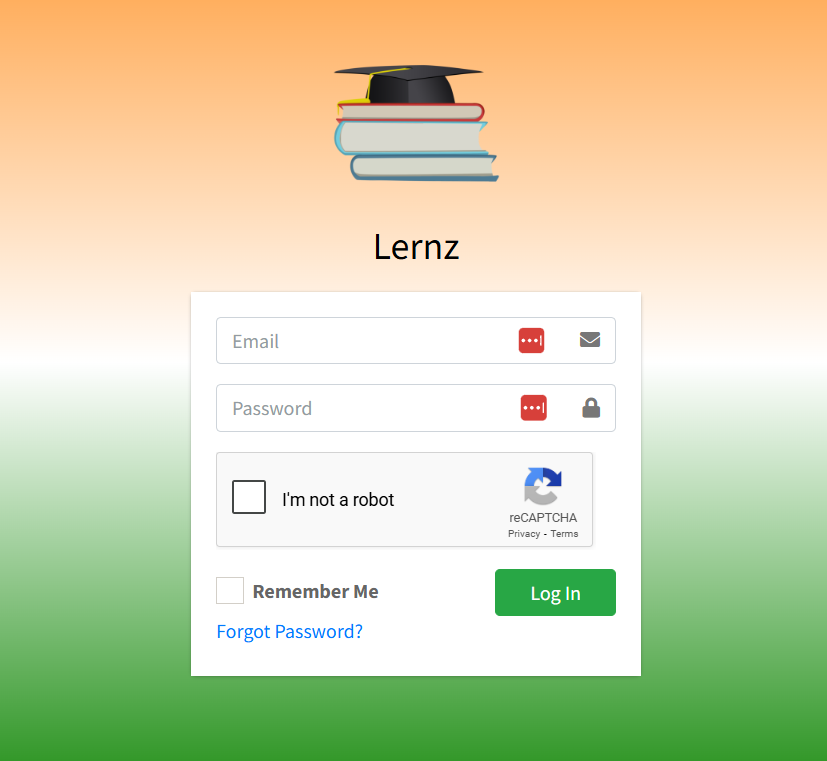 Lernz
Email
Password
I'm not a robot
reCAPTCHA
Privacy - Terms
Remember Me
Log In
Forgot Password?